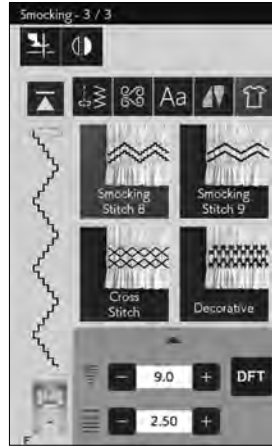 Smocking - 3 / 3
Aa
Smocking
Stitch 8
Smocking
Stitch 9
Cross
Stitch
Decorative
− 9.0 + DFT
− 2.50 +
F